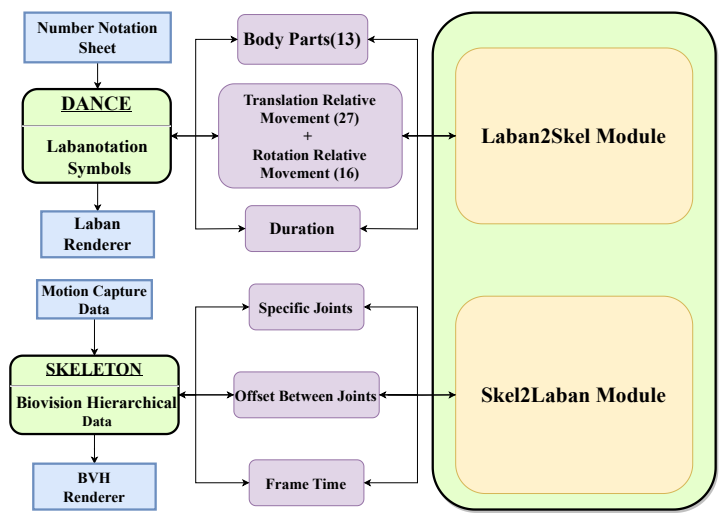 Number Notation
Sheet
DANCE
Labanotation
Symbols
Laban
Renderer
Body Parts(13)
Translation Relative
Movement (27)
+
Rotation Relative
Movement (16)
Duration
Laban2Skel Module
Motion Capture
Data
SKELETON
Biovision Hierarchical
Data
BVH
Renderer
Specific Joints
Offset Between Joints
Frame Time
Skel2Laban Module